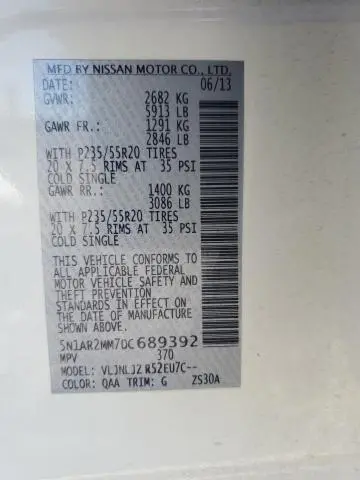 MFD BY NISSAN MOTOR CO., LTD.
DATE: 06/13
GVWR: 2682 KG
5913 LB
GAWR FR.: 1291 KG
2846 LB
WITH P235/55R20 TIRES
20 X 7.5 RIMS AT 35 PSI
COLD SINGLE
GAWR RR.: 1400 KG
3086 LB
WITH P235/55R20 TIRES
20 X 7.5 RIMS AT 35 PSI
COLD SINGLE
THIS VEHICLE CONFORMS TO
ALL APPLICABLE FEDERAL
MOTOR VEHICLE SAFETY AND
THEFT PREVENTION
STANDARDS IN EFFECT ON
THE DATE OF MANUFACTURE
SHOWN ABOVE.
5N1AR2MM7DC689392
MPV 370
MODEL: VLJNLJZ R52EU7C--
COLOR: QAA TRIM: G ZS30A